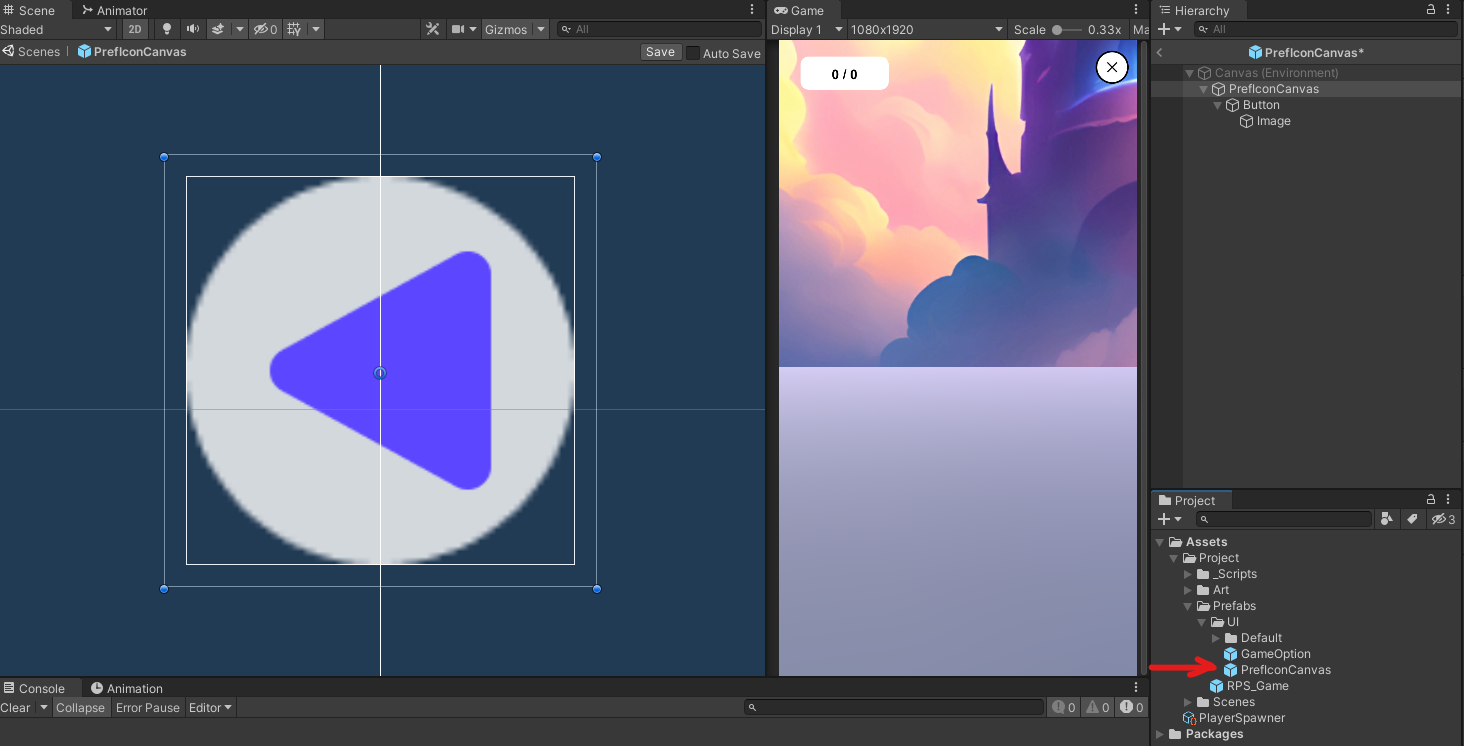 Scene Animator
Shaded 2D 0 Gizmos All
Scenes PrefIconCanvas Save Auto Save
Game
Display 1 1080x1920 Scale 0.33x Ma
0 / 0
Hierarchy
All
PrefIconCanvas*
Canvas (Environment)
PrefIconCanvas
Button
Image
Project
3
Assets
Project
_Scripts
Art
Prefabs
UI
Default
GameOption
PrefIconCanvas
RPS_Game
Scenes
PlayerSpawner
Packages
Console Animation
Clear Collapse Error Pause Editor 0 0 0